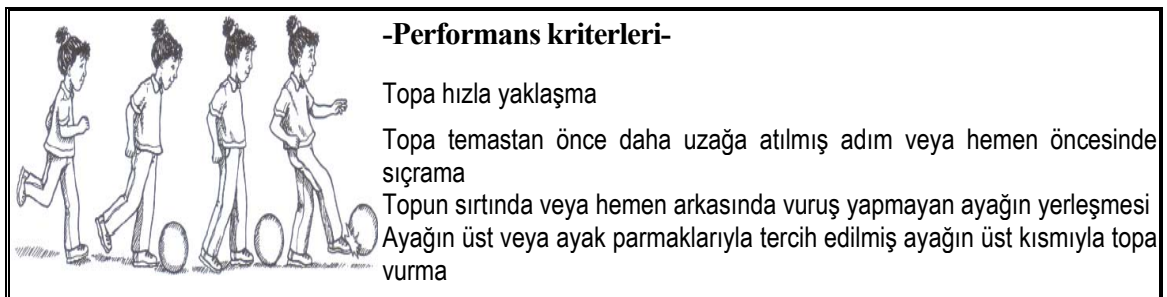 -Performans kriterleri-
Topa hızla yaklaşma
Topa temastan önce daha uzağa atılmış adım veya hemen öncesinde
sıçrama
Topun sırtında veya hemen arkasında vuruş yapmayan ayağın yerleşmesi
Ayağın üst veya ayak parmaklarıyla tercih edilmiş ayağın üst kısmıyla topa
vurma